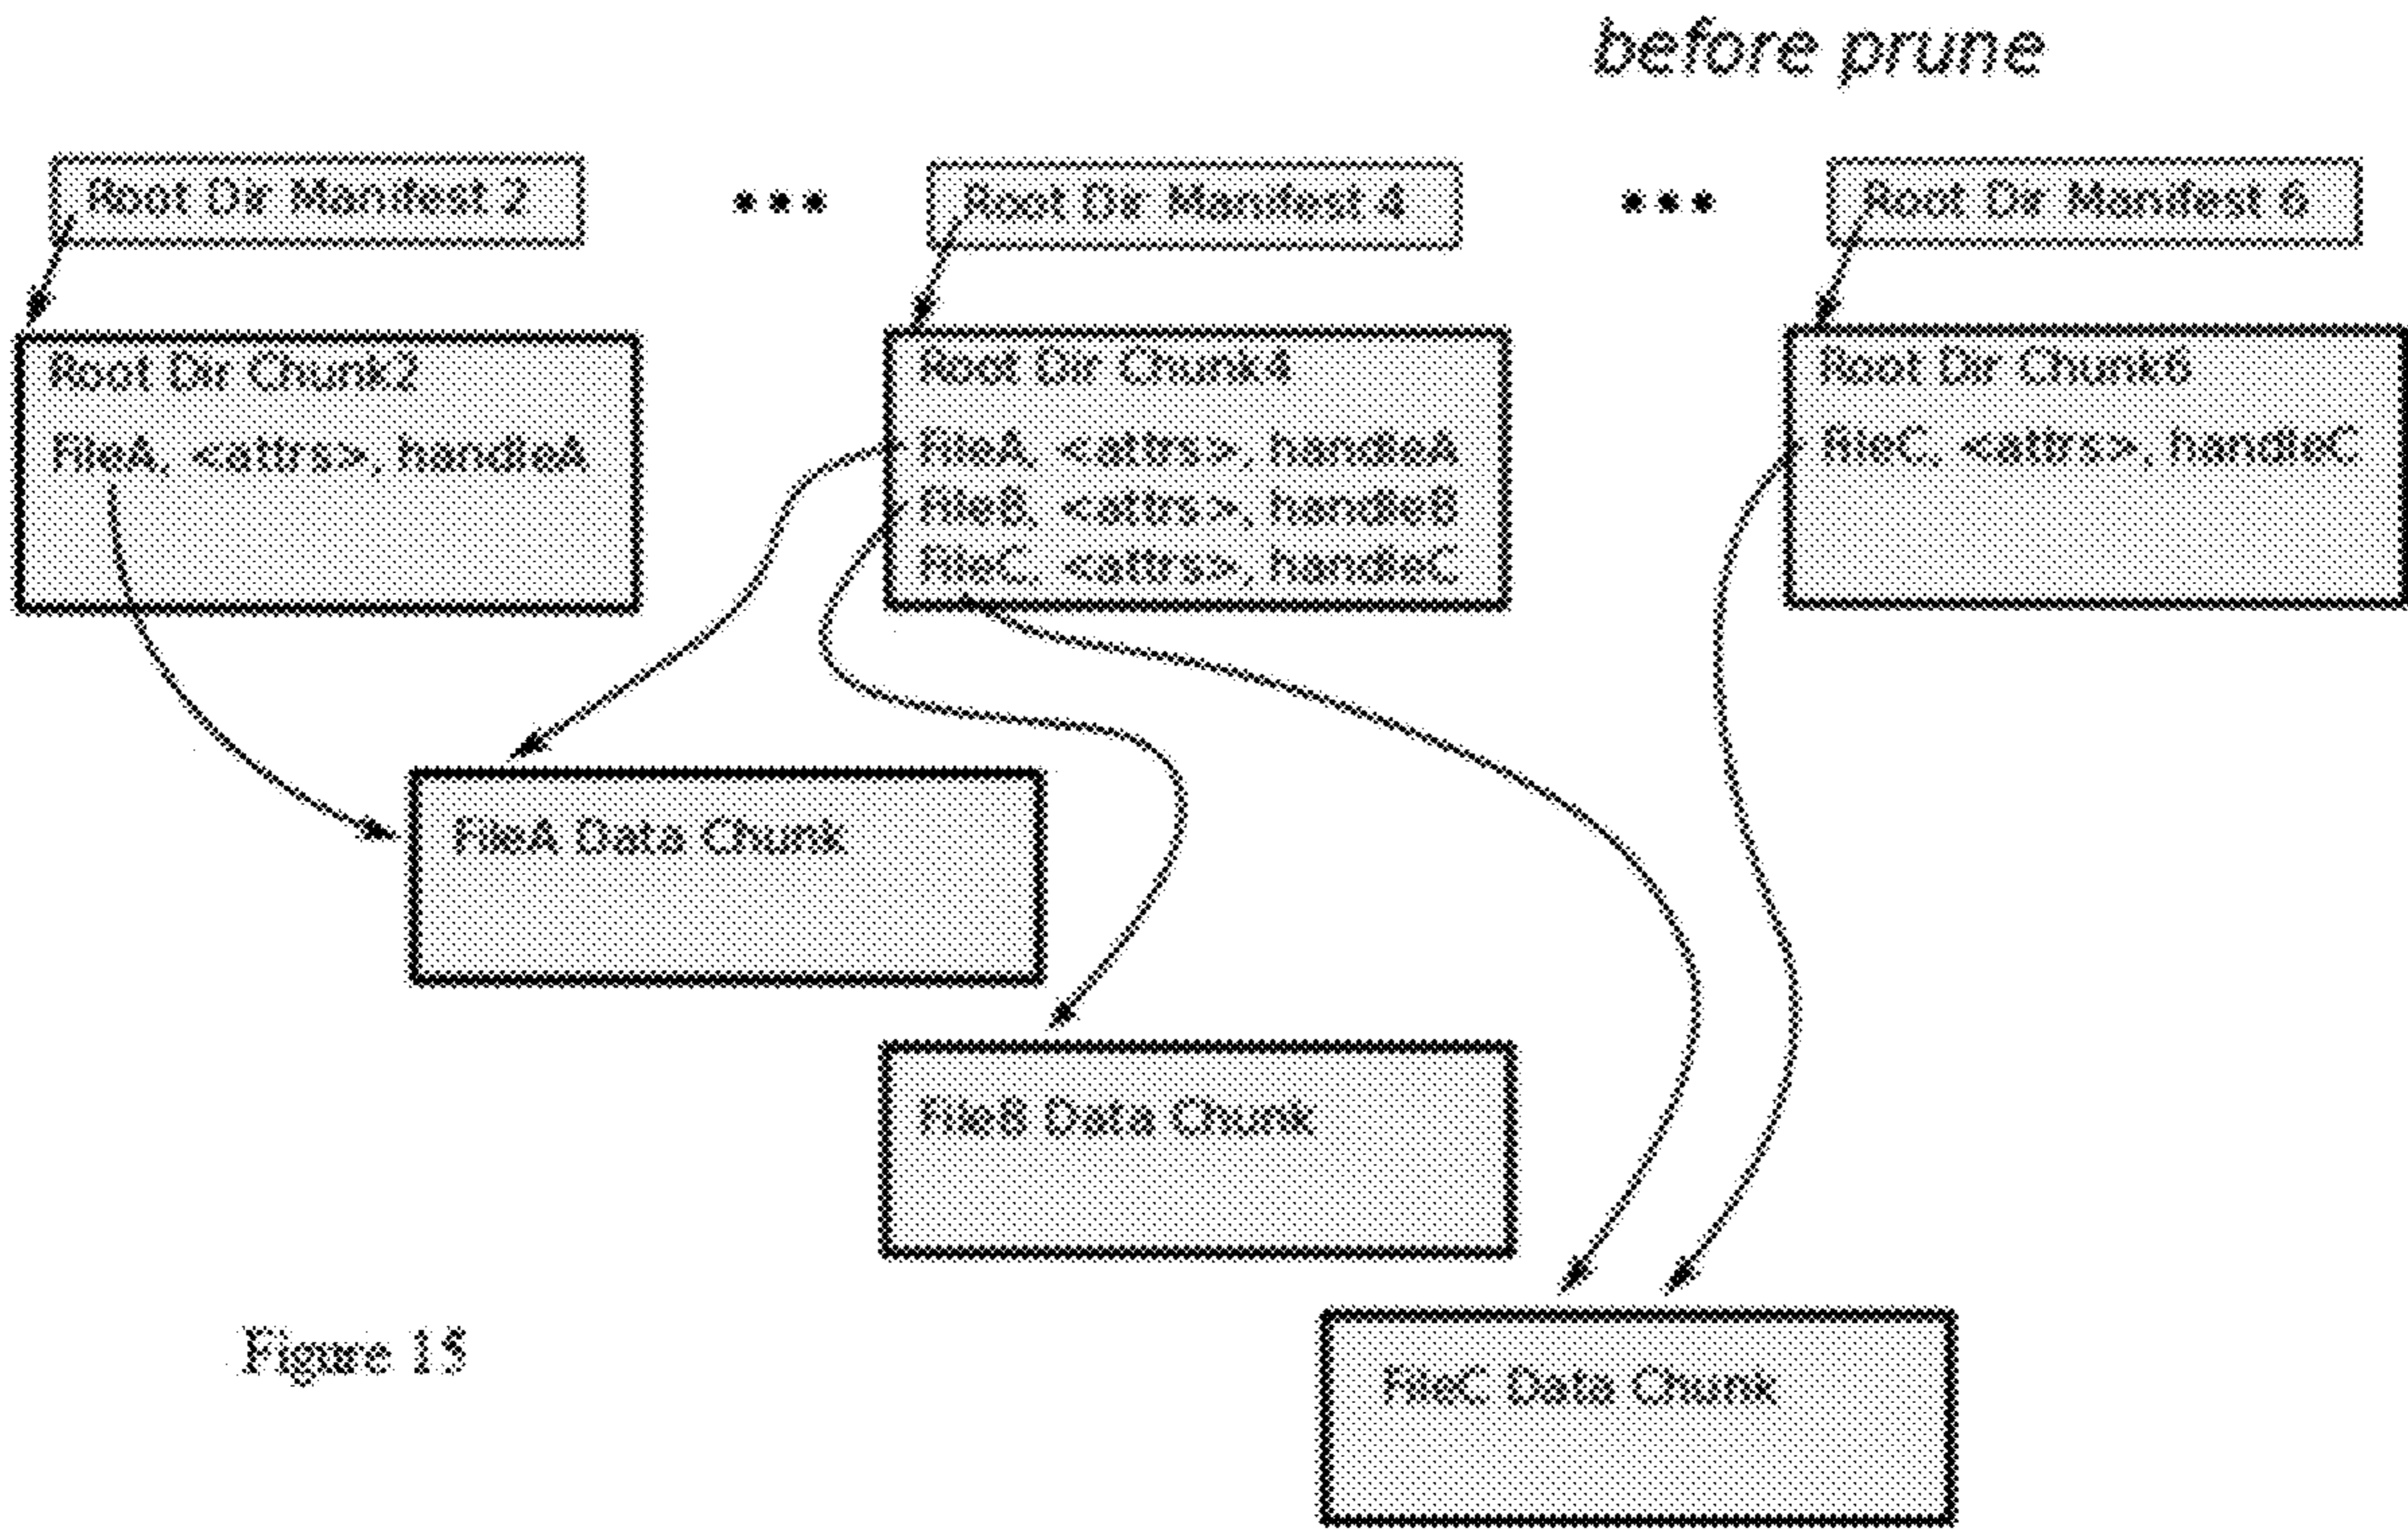 before prune
Root Dir Manifest 2
Root Dir Manifest 4
Root Dir Manifest 6
Root Dir Chunk2
FileA, <attrs>, handleA
Root Dir Chunk4
FileA, <attrs>, handleA
FileB, <attrs>, handleB
FileC, <attrs>, handleC
Root Dir Chunk6
FileC, <attrs>, handleC
FileA Data Chunk
FileB Data Chunk
FileC Data Chunk
Figure 15